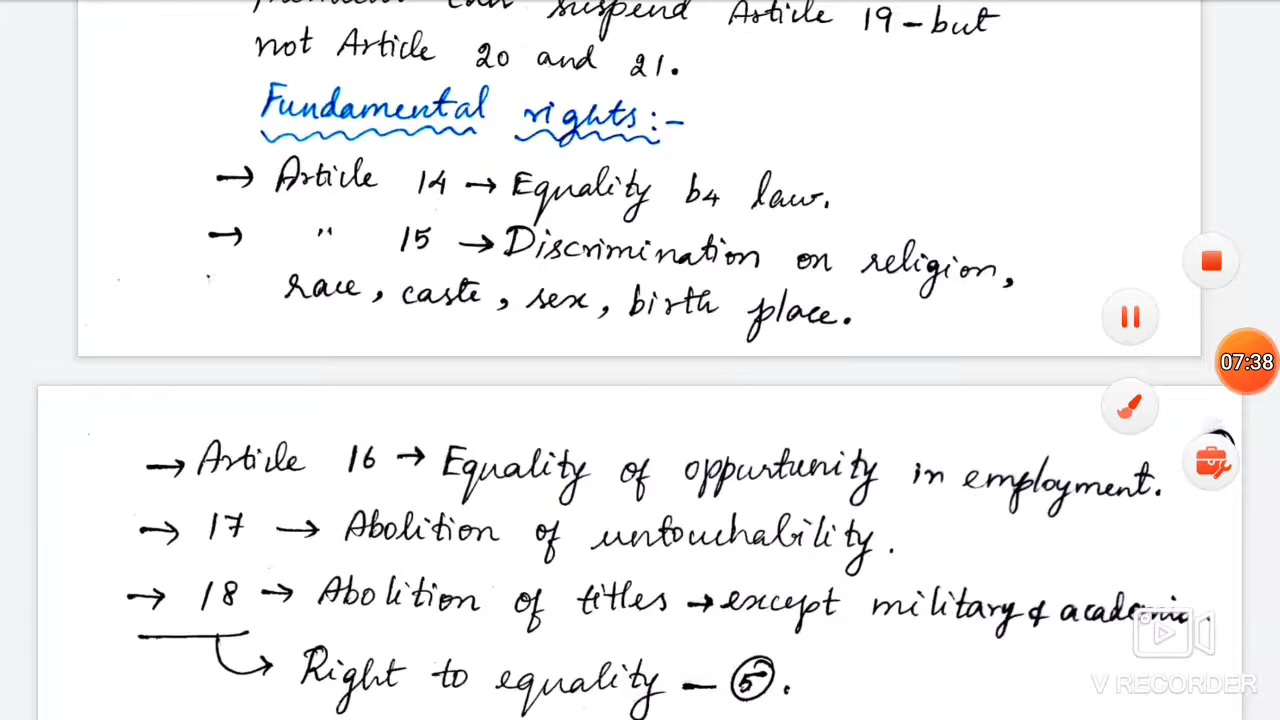 suspend Article 19 - but
not Article 20 and 21.
Fundamental rights :-
→ Article 14 → Equality b4 law.
→ " 15 → Discrimination on religion,
race, caste, sex, birth place.
07:38
→ Article 16 → Equality of oppurtunity in employment.
→ 17 → Abolition of untouchability.
→ 18 → Abolition of titles → except military & academic.
Right to equality - 5.
V RECORDER